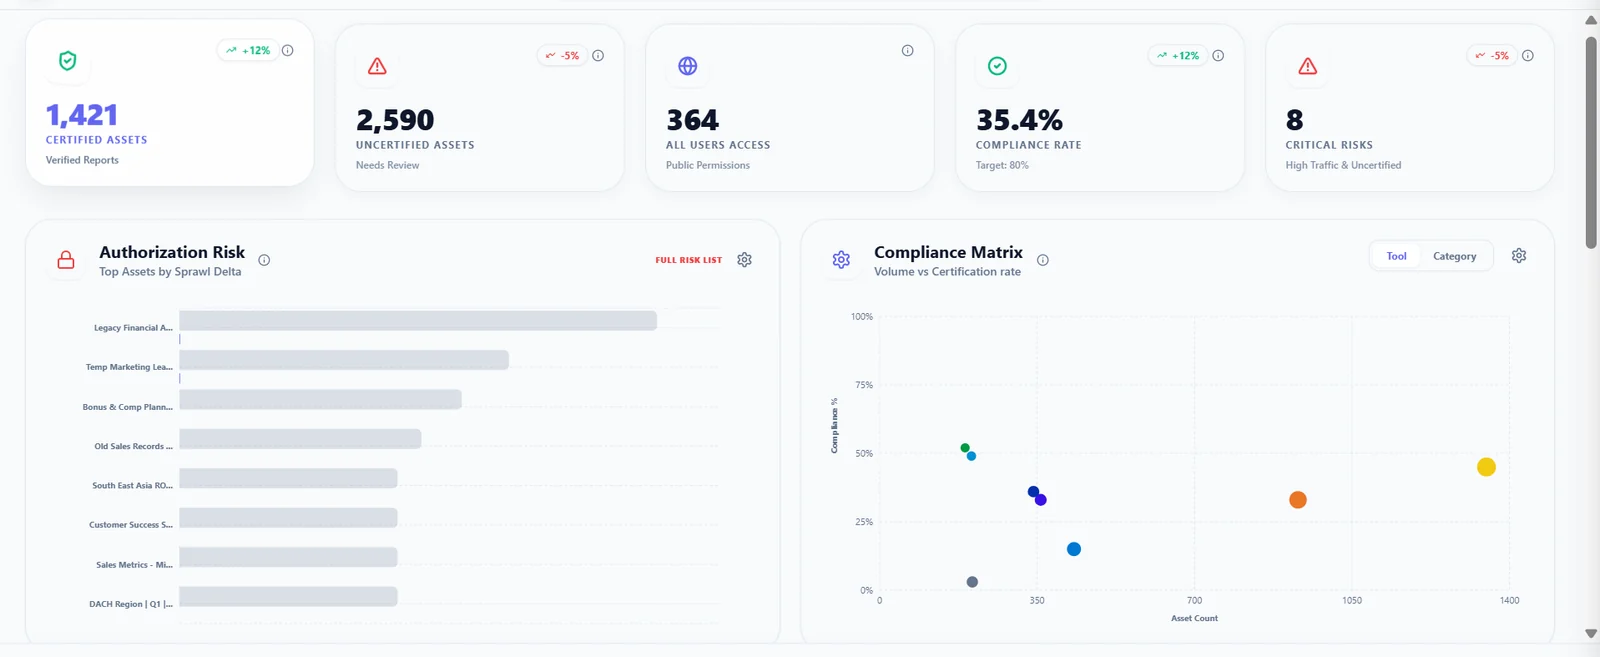 +12%
1,421
CERTIFIED ASSETS
Verified Reports
-5%
2,590
UNCERTIFIED ASSETS
Needs Review
364
ALL USERS ACCESS
Public Permissions
+12%
35.4%
COMPLIANCE RATE
Target: 80%
-5%
8
CRITICAL RISKS
High Traffic & Uncertified
Authorization Risk
Top Assets by Sprawl Delta
FULL RISK LIST
Legacy Financial A...
Temp Marketing Lea...
Bonus & Comp Plann...
Old Sales Records ...
South East Asia RO...
Customer Success S...
Sales Metrics - Mi...
DACH Region | Q1 |...
Compliance Matrix
Volume vs Certification rate
Tool
Category
100%
75%
50%
25%
0%
Compliance %
0
350
700
1050
1400
Asset Count